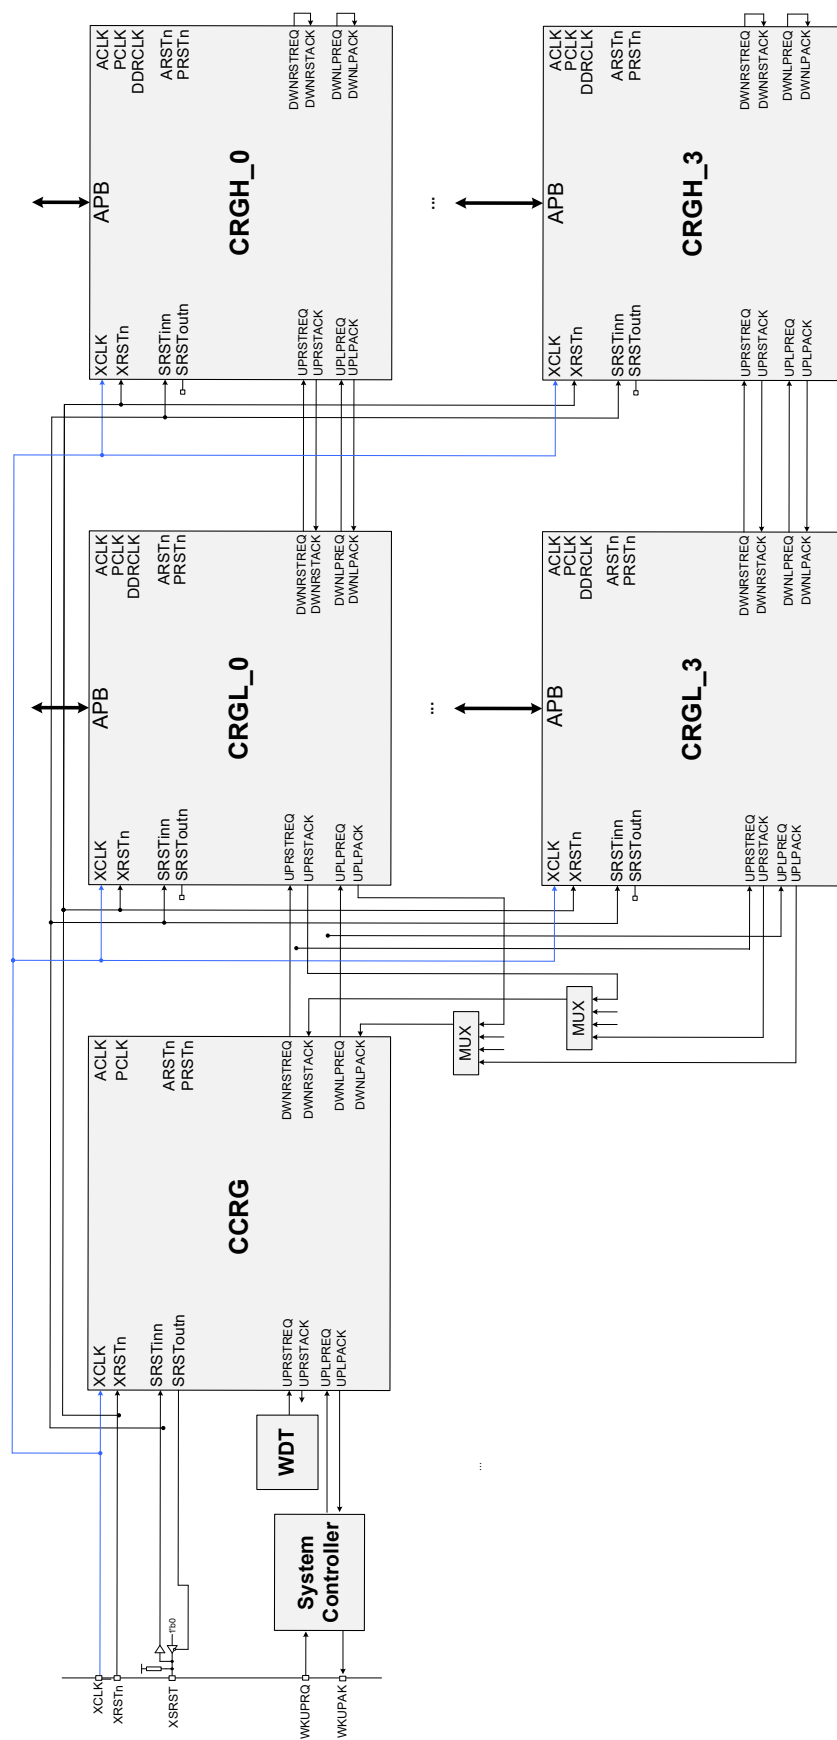 XCLK
XRSTn
XSRST
WKUPRQ
WKUPAK
1'b0
System
Controller
WDT
CCRG
XCLK
XRSTn
SRSTinn
SRSToutn
UPRSTREQ
UPRSTACK
UPLPREQ
UPLPACK
ACLK
PCLK
ARSTn
PRSTn
DWNRSTREQ
DWNRSTACK
DWNLPREQ
DWNLPACK
MUX
MUX
CRGL_0
APB
XCLK
XRSTn
SRSTinn
SRSToutn
UPRSTREQ
UPRSTACK
UPLPREQ
UPLPACK
ACLK
PCLK
DDRCLK
ARSTn
PRSTn
DWNRSTREQ
DWNRSTACK
DWNLPREQ
DWNLPACK
...
CRGL_3
APB
XCLK
XRSTn
SRSTinn
SRSToutn
UPRSTREQ
UPRSTACK
UPLPREQ
UPLPACK
ACLK
PCLK
DDRCLK
ARSTn
PRSTn
DWNRSTREQ
DWNRSTACK
DWNLPREQ
DWNLPACK
CRGH_0
APB
XCLK
XRSTn
SRSTinn
SRSToutn
UPRSTREQ
UPRSTACK
UPLPREQ
UPLPACK
ACLK
PCLK
DDRCLK
ARSTn
PRSTn
DWNRSTREQ
DWNRSTACK
DWNLPREQ
DWNLPACK
...
CRGH_3
APB
XCLK
XRSTn
SRSTinn
SRSToutn
UPRSTREQ
UPRSTACK
UPLPREQ
UPLPACK
ACLK
PCLK
DDRCLK
ARSTn
PRSTn
DWNRSTREQ
DWNRSTACK
DWNLPREQ
DWNLPACK
...